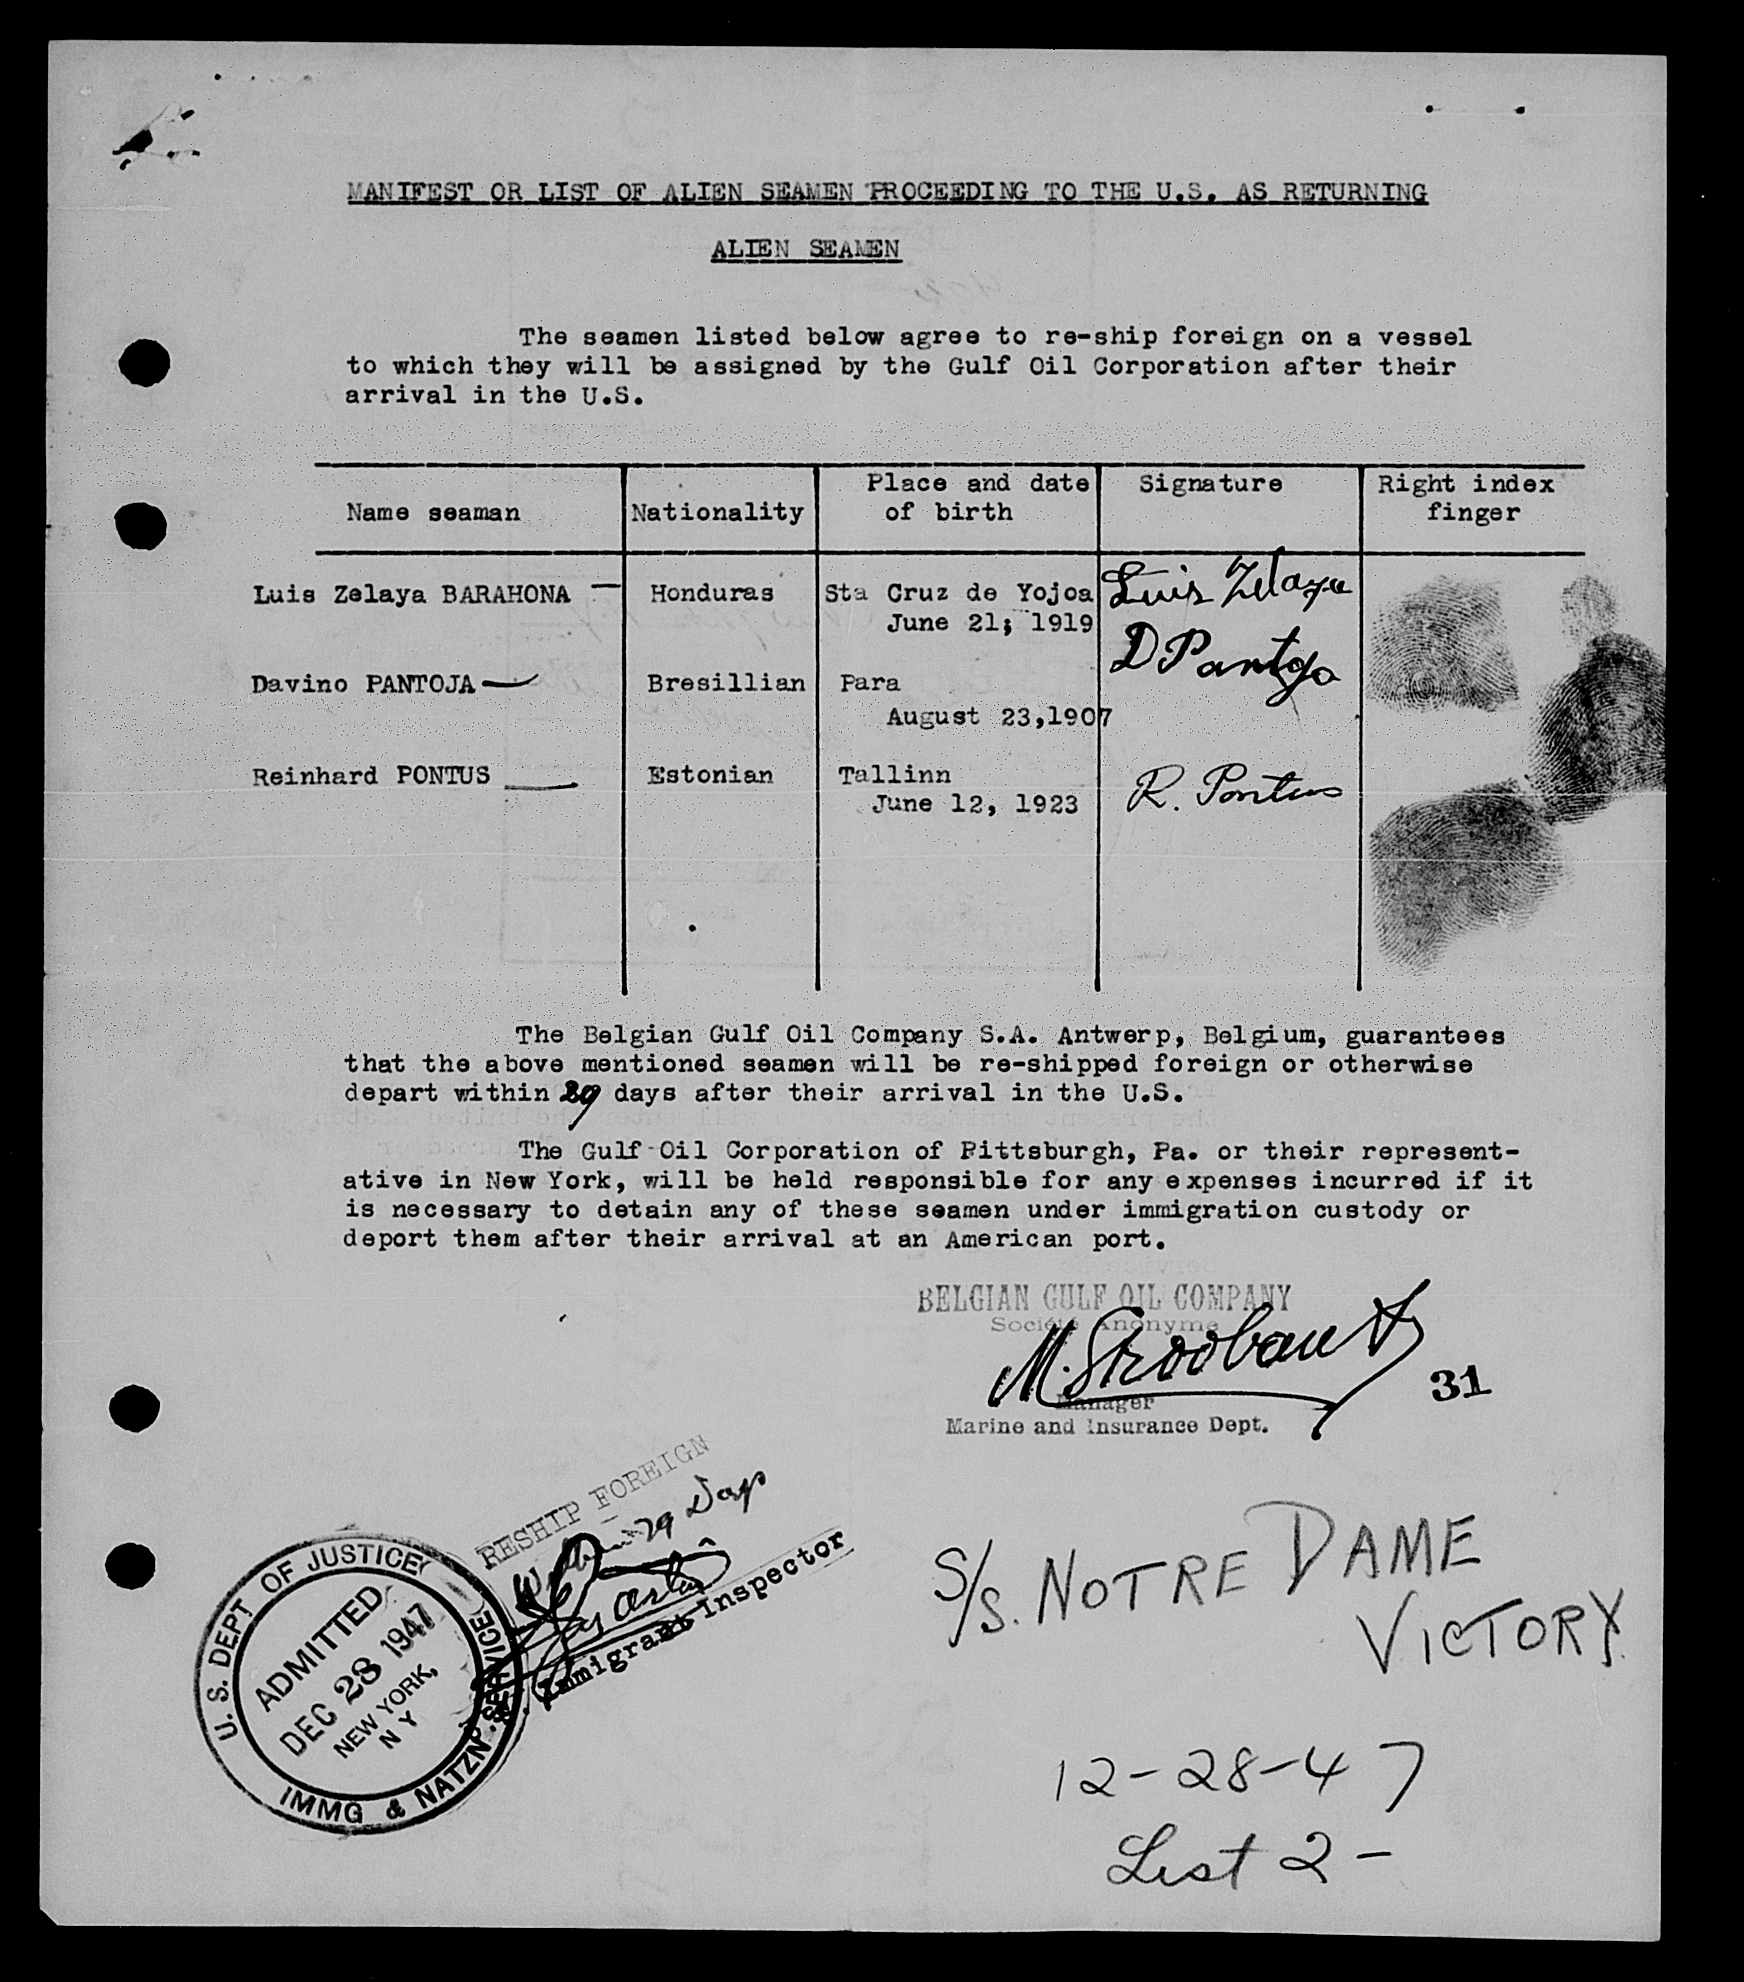 MANIFEST OR LIST OF ALIEN SEAMEN PROCEEDING TO THE U.S. AS RETURNING
ALIEN SEAMEN
The seamen listed below agree to re-ship foreign on a vessel
to which they will be assigned by the Gulf Oil Corporation after their
arrival in the U.S.
Name seaman Nationality Place and date of birth Signature Right index finger
Luis Zelaya BARAHONA — Honduras Sta Cruz de Yojoa Luis Zelaya
June 21; 1919
Davino PANTOJA — Bresillian Para D Pantoja
August 23,1907
Reinhard PONTUS — Estonian Tallinn R. Pontus
June 12, 1923
The Belgian Gulf Oil Company S.A. Antwerp, Belgium, guarantees
that the above mentioned seamen will be re-shipped foreign or otherwise
depart within 29 days after their arrival in the U.S.
The Gulf Oil Corporation of Pittsburgh, Pa. or their represent-
ative in New York, will be held responsible for any expenses incurred if it
is necessary to detain any of these seamen under immigration custody or
deport them after their arrival at an American port.
BELGIAN GULF OIL COMPANY
Société Anonyme
M. Stroobants
Manager
Marine and Insurance Dept.
31
RESHIP FOREIGN
Within 29 Days
Immigrant Inspector
U. S. DEPT OF JUSTICE
ADMITTED
DEC 28 1947
NEW YORK,
N Y
IMMG & NATZN. SERVICE
S/S. NOTRE DAME
VICTORY.
12-28-47
List 2-